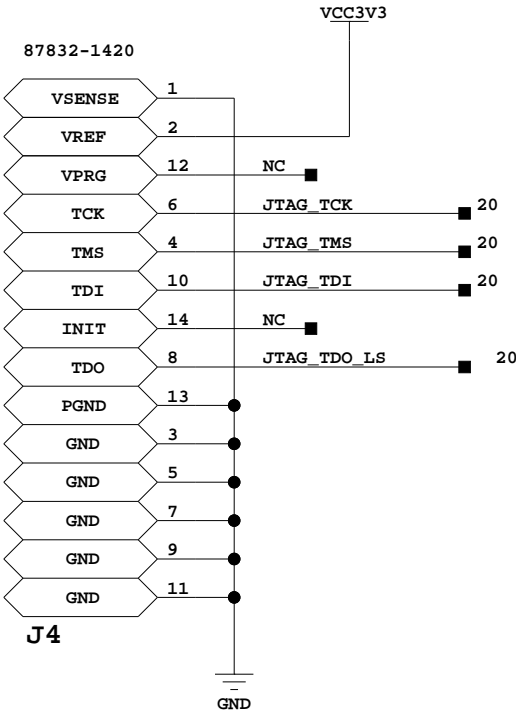 VCC3V3
87832-1420
VSENSE 1
VREF 2
VPRG 12 NC
TCK 6 JTAG_TCK 20
TMS 4 JTAG_TMS 20
TDI 10 JTAG_TDI 20
INIT 14 NC
TDO 8 JTAG_TDO_LS 20
PGND 13
GND 3
GND 5
GND 7
GND 9
GND 11
J4
GND